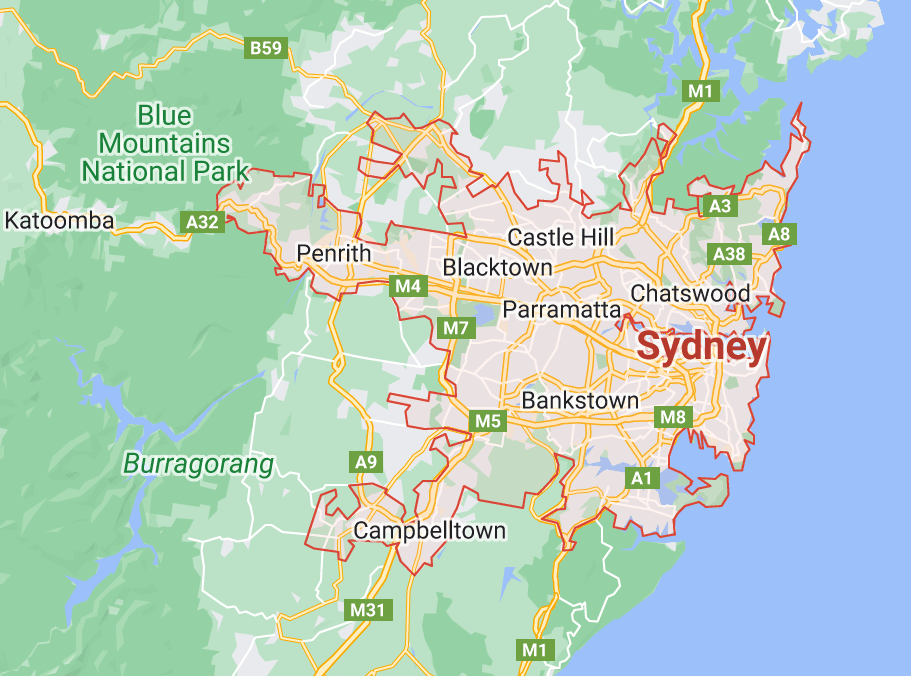 B59
M1
Blue
Mountains
National Park
A3
Katoomba
A32
A8
Castle Hill
Penrith
A38
Blacktown
M4
Chatswood
Parramatta
M7
Sydney
Bankstown
M5
M8
Burragorang
A9
A1
Campbelltown
M31
M1